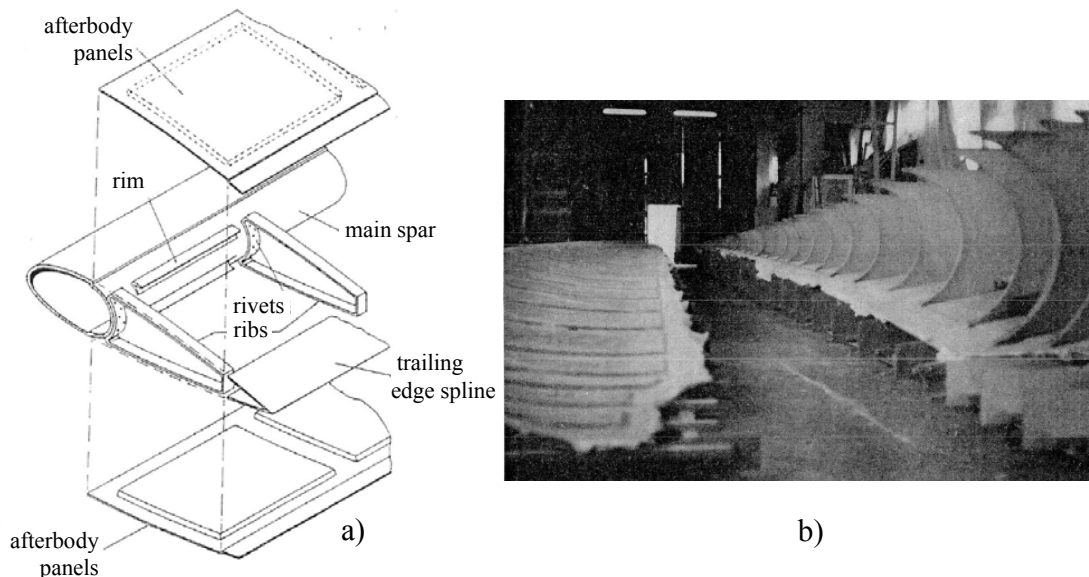 afterbody
panels
rim
main spar
rivets
ribs
trailing
edge spline
afterbody
panels
a)
b)